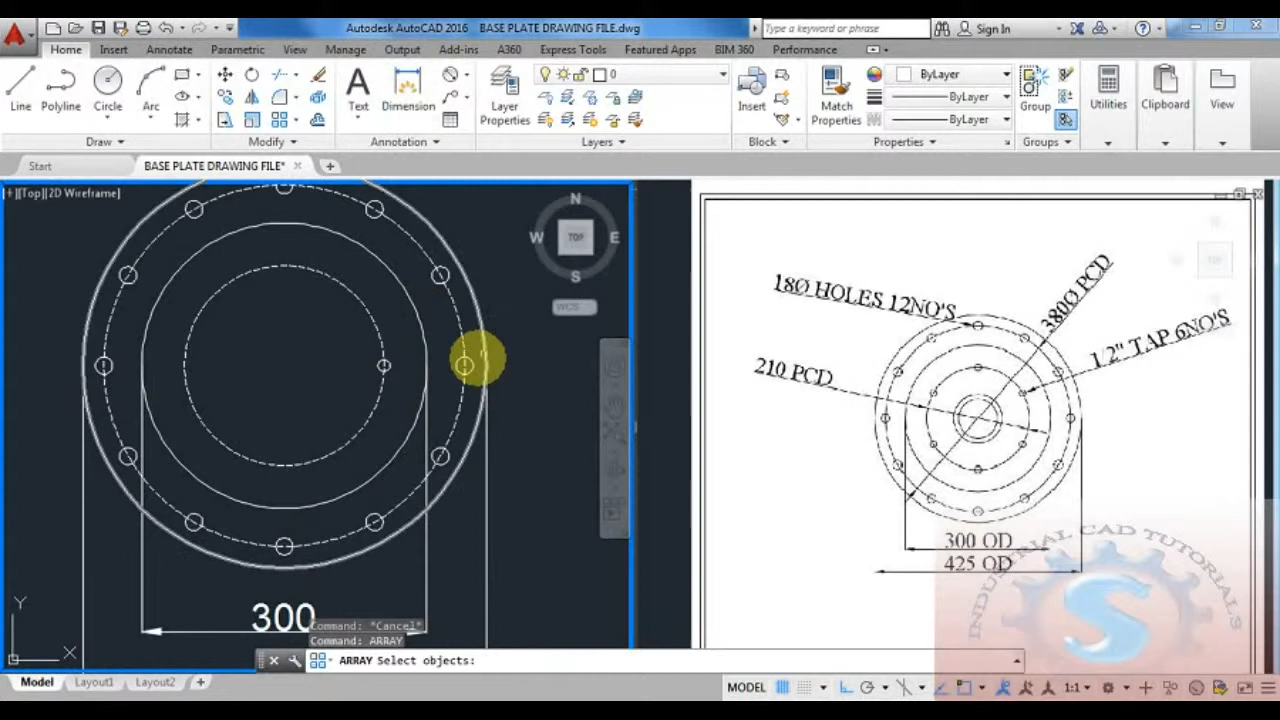 Autodesk AutoCAD 2016 BASE PLATE DRAWING FILE.dwg
Type a keyword or phrase
Sign In
Home Insert Annotate Parametric View Manage Output Add-ins A360 Express Tools Featured Apps BIM 360 Performance
0
ByLayer
ByLayer
ByLayer
Line Polyline Circle Arc
Text Dimension
Layer Properties
Insert
Match Properties
Group
Utilities
Clipboard
View
Draw Modify Annotation Layers Block Properties Groups
Start BASE PLATE DRAWING FILE*
[+][Top][2D Wireframe]
N
W TOP E
S
WCS
TOP
18Ø HOLES 12NO'S
380Ø PCD
1/2" TAP 6NO'S
210 PCD
300 OD
425 OD
INDUSTRIAL CAD TUTORIALS
S
300
Y
X
Command: *Cancel*
Command: ARRAY
ARRAY Select objects:
Model Layout1 Layout2
MODEL
1:1